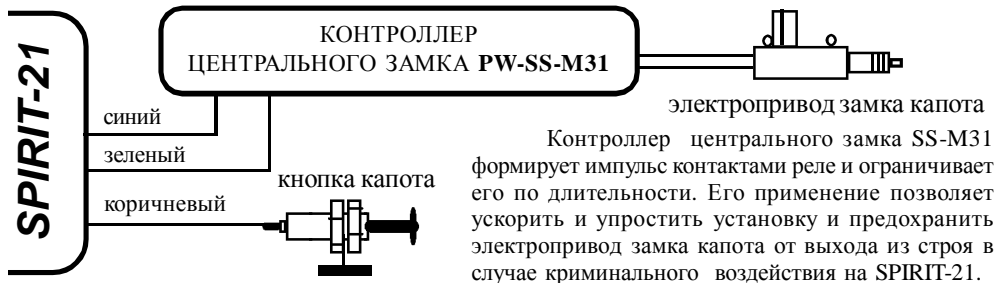 SPIRIT-21
КОНТРОЛЛЕР
ЦЕНТРАЛЬНОГО ЗАМКА PW-SS-M31
синий
зеленый
коричневый
кнопка капота
электропривод замка капота
Контроллер центрального замка SS-M31
формирует импульс контактами реле и ограничивает
его по длительности. Его применение позволяет
ускорить и упростить установку и предохранить
электропривод замка капота от выхода из строя в
случае криминального воздействия на SPIRIT-21.